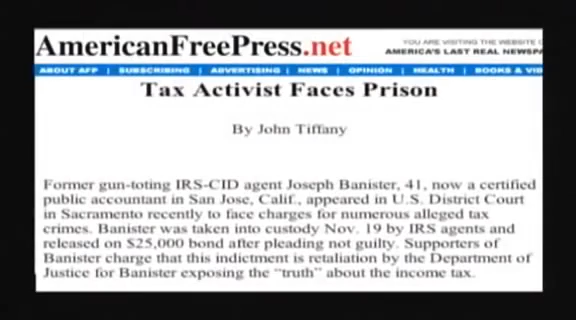 AmericanFreePress.net
YOU ARE VISITING THE WEBSITE
AMERICA'S LAST REAL
ABOUT AFP | SUBSCRIBING | ADVERTISING | NEWS | OPINION | HEALTH | BOOKS &
Tax Activist Faces Prison
By John Tiffany
Former gun-toting IRS-CID agent Joseph Banister, 41, now a certified
public accountant in San Jose, Calif., appeared in U.S. District Court
in Sacramento recently to face charges for numerous alleged tax
crimes. Banister was taken into custody Nov. 19 by IRS agents and
released on $25,000 bond after pleading not guilty. Supporters of
Banister charge that this indictment is retaliation by the Department of
Justice for Banister exposing the “truth” about the income tax.